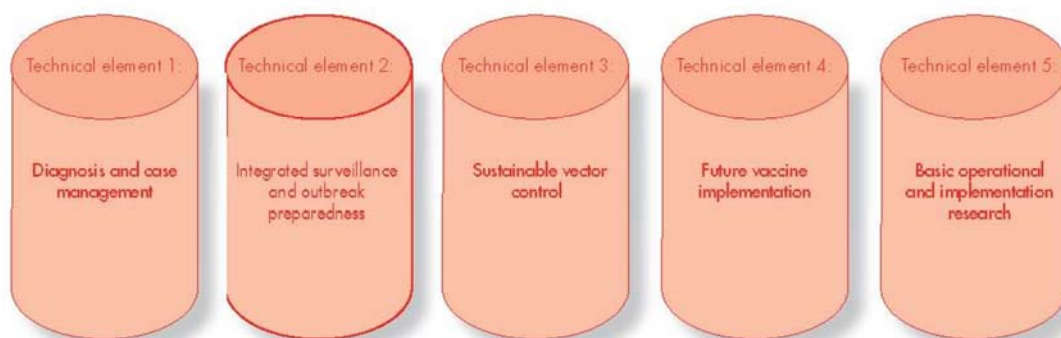 Technical element 1:
Diagnosis and case
management
Technical element 2:
Integrated surveillance
and outbreak
preparedness
Technical element 3:
Sustainable vector
control
Technical element 4:
Future vaccine
implementation
Technical element 5:
Basic operational
and implementation
research